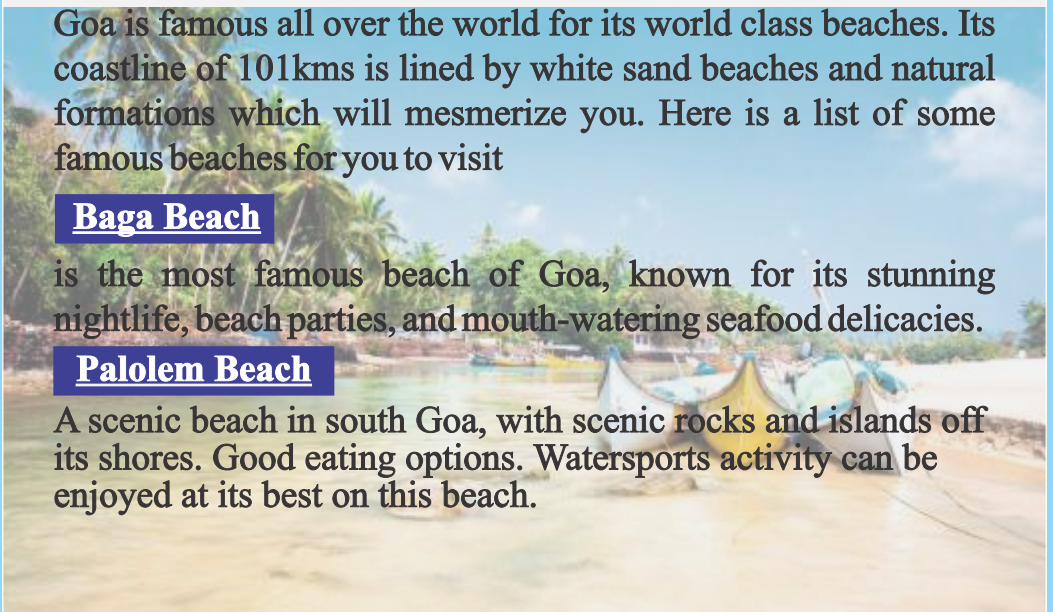 Goa is famous all over the world for its world class beaches. Its
coastline of 101kms is lined by white sand beaches and natural
formations which will mesmerize you. Here is a list of some
famous beaches for you to visit
Baga Beach
is the most famous beach of Goa, known for its stunning
nightlife, beach parties, and mouth-watering seafood delicacies.
Palolem Beach
A scenic beach in south Goa, with scenic rocks and islands off
its shores. Good eating options. Watersports activity can be
enjoyed at its best on this beach.